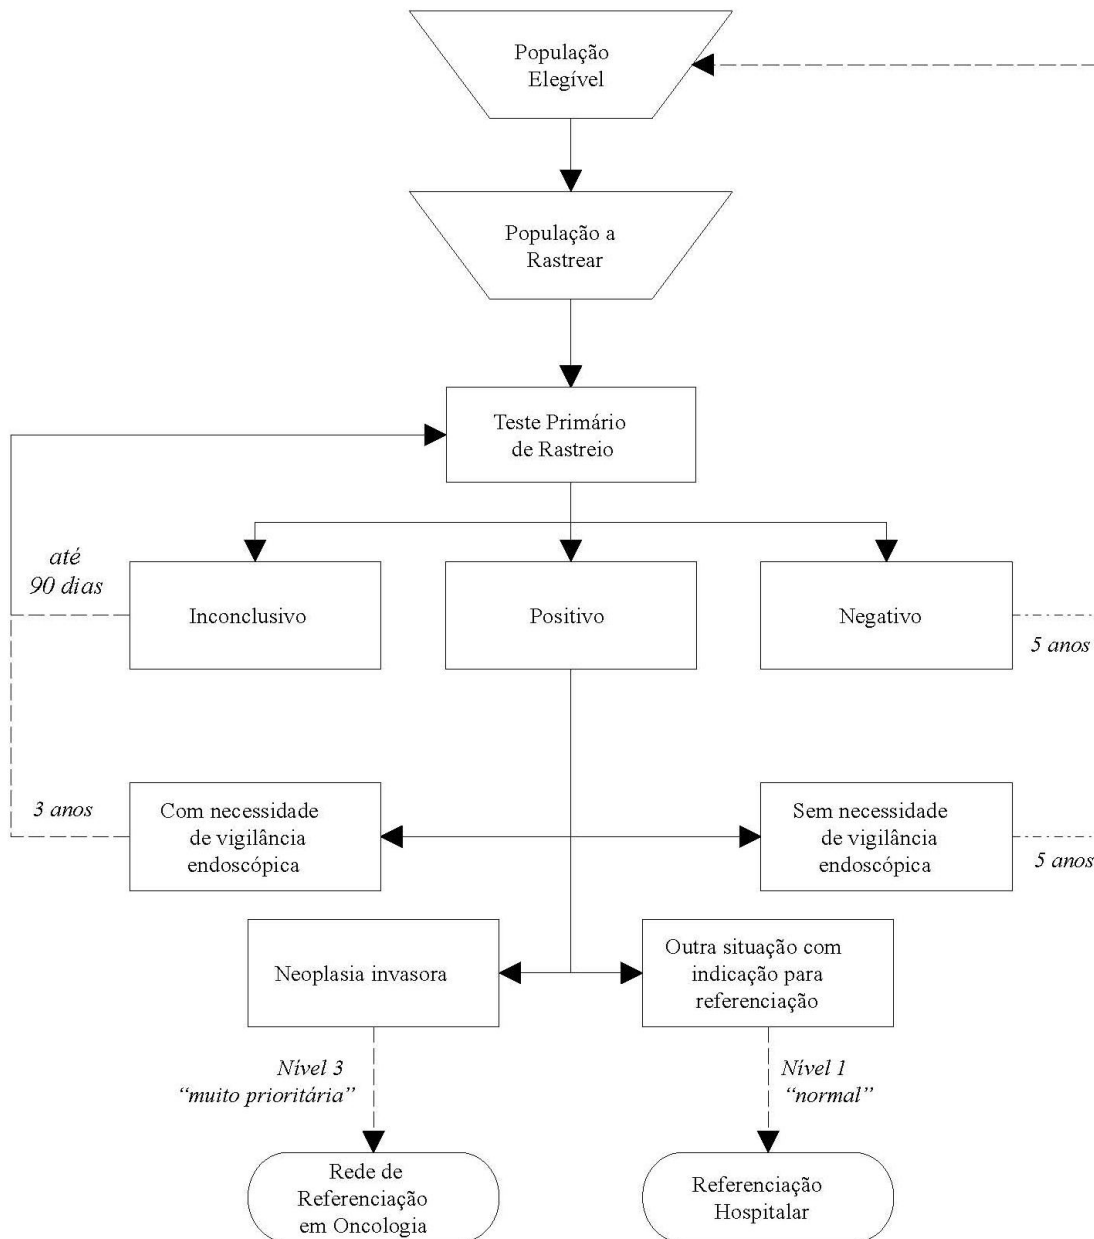 População
Elegível
População a
Rastrear
Teste Primário
de Rastreio
até
90 dias
Inconclusivo
Positivo
Negativo
5 anos
3 anos
Com necessidade
de vigilância
endoscópica
Sem necessidade
de vigilância
endoscópica
5 anos
Neoplasia invasora
Outra situação com
indicação para
referenciação
Nível 3
“muito prioritária”
Nível 1
“normal”
Rede de
Referenciação
em Oncologia
Referenciação
Hospitalar